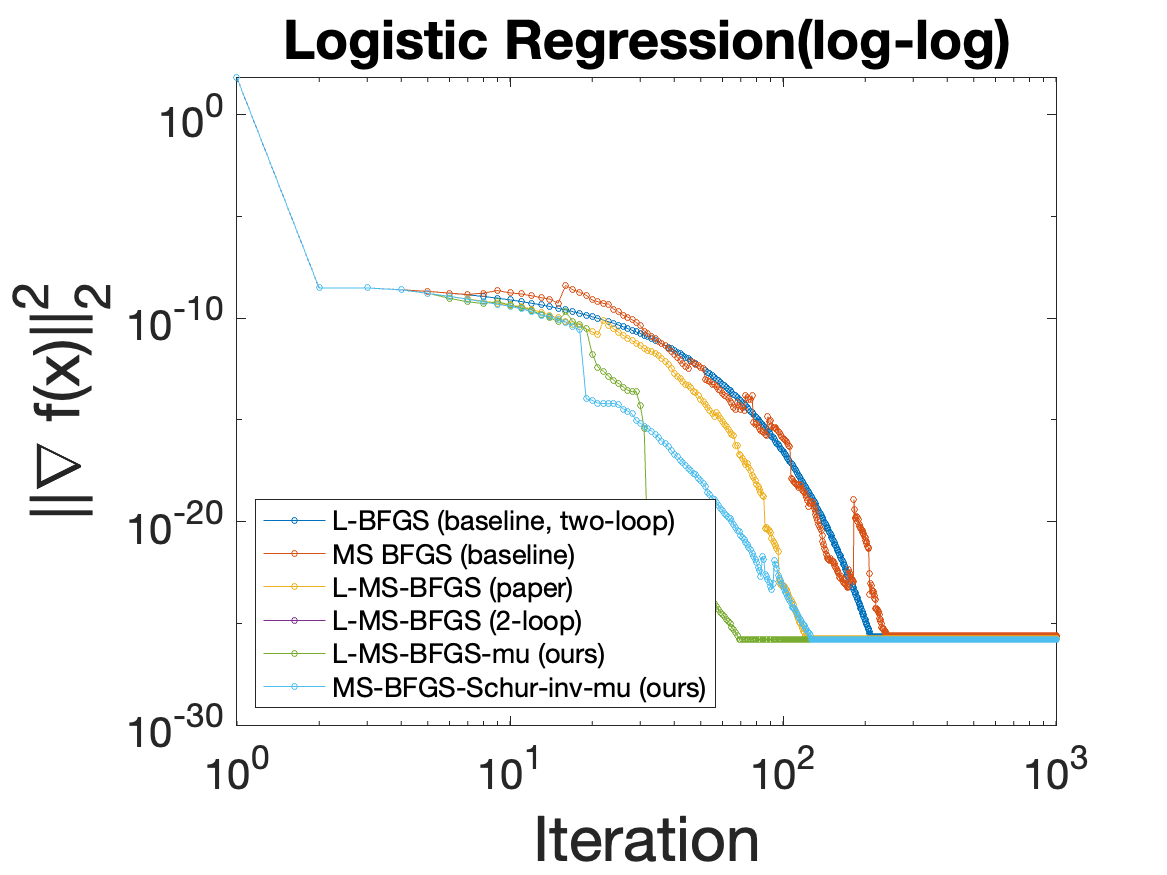 Logistic Regression(log-log)
||∇ f(x)||₂²
10⁰
10⁻¹⁰
10⁻²⁰
10⁻³⁰
L-BFGS (baseline, two-loop)
MS BFGS (baseline)
L-MS-BFGS (paper)
L-MS-BFGS (2-loop)
L-MS-BFGS-mu (ours)
MS-BFGS-Schur-inv-mu (ours)
10⁰ 10¹ 10² 10³
Iteration